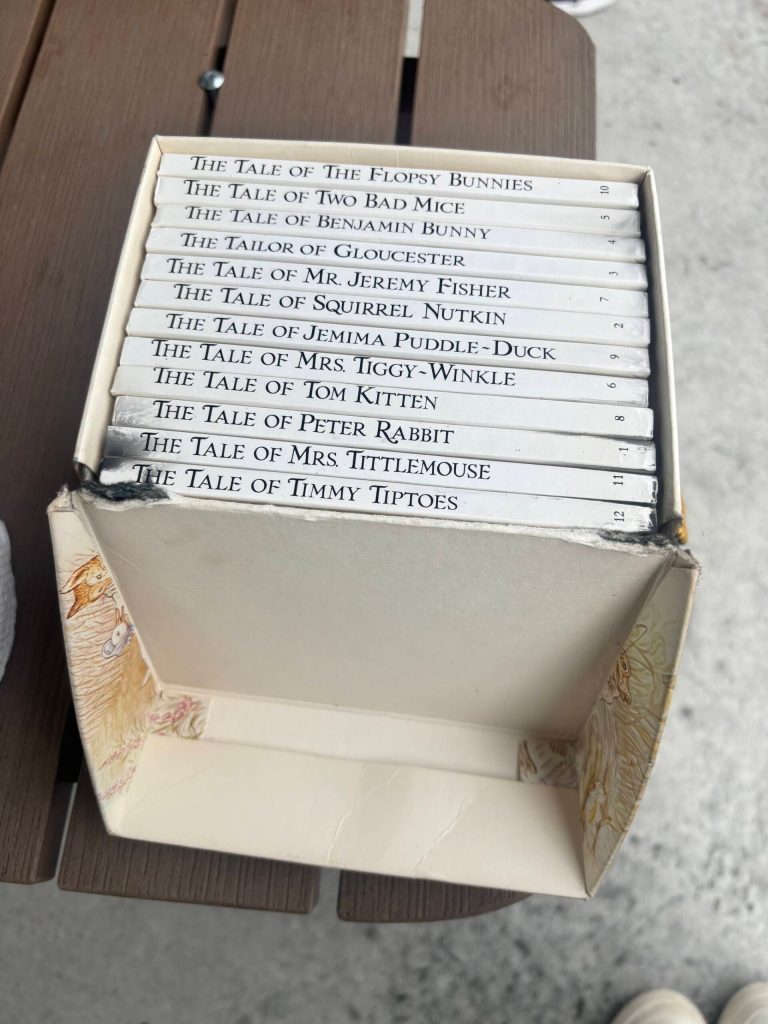 THE TALE OF THE FLOPSY BUNNIES 10
THE TALE OF TWO BAD MICE 5
THE TALE OF BENJAMIN BUNNY 4
THE TAILOR OF GLOUCESTER 3
THE TALE OF MR. JEREMY FISHER 7
THE TALE OF SQUIRREL NUTKIN 2
THE TALE OF JEMIMA PUDDLE-DUCK 9
THE TALE OF MRS. TIGGY-WINKLE 6
THE TALE OF TOM KITTEN 8
THE TALE OF PETER RABBIT 1
THE TALE OF MRS. TITTLEMOUSE 11
THE TALE OF TIMMY TIPTOES 12